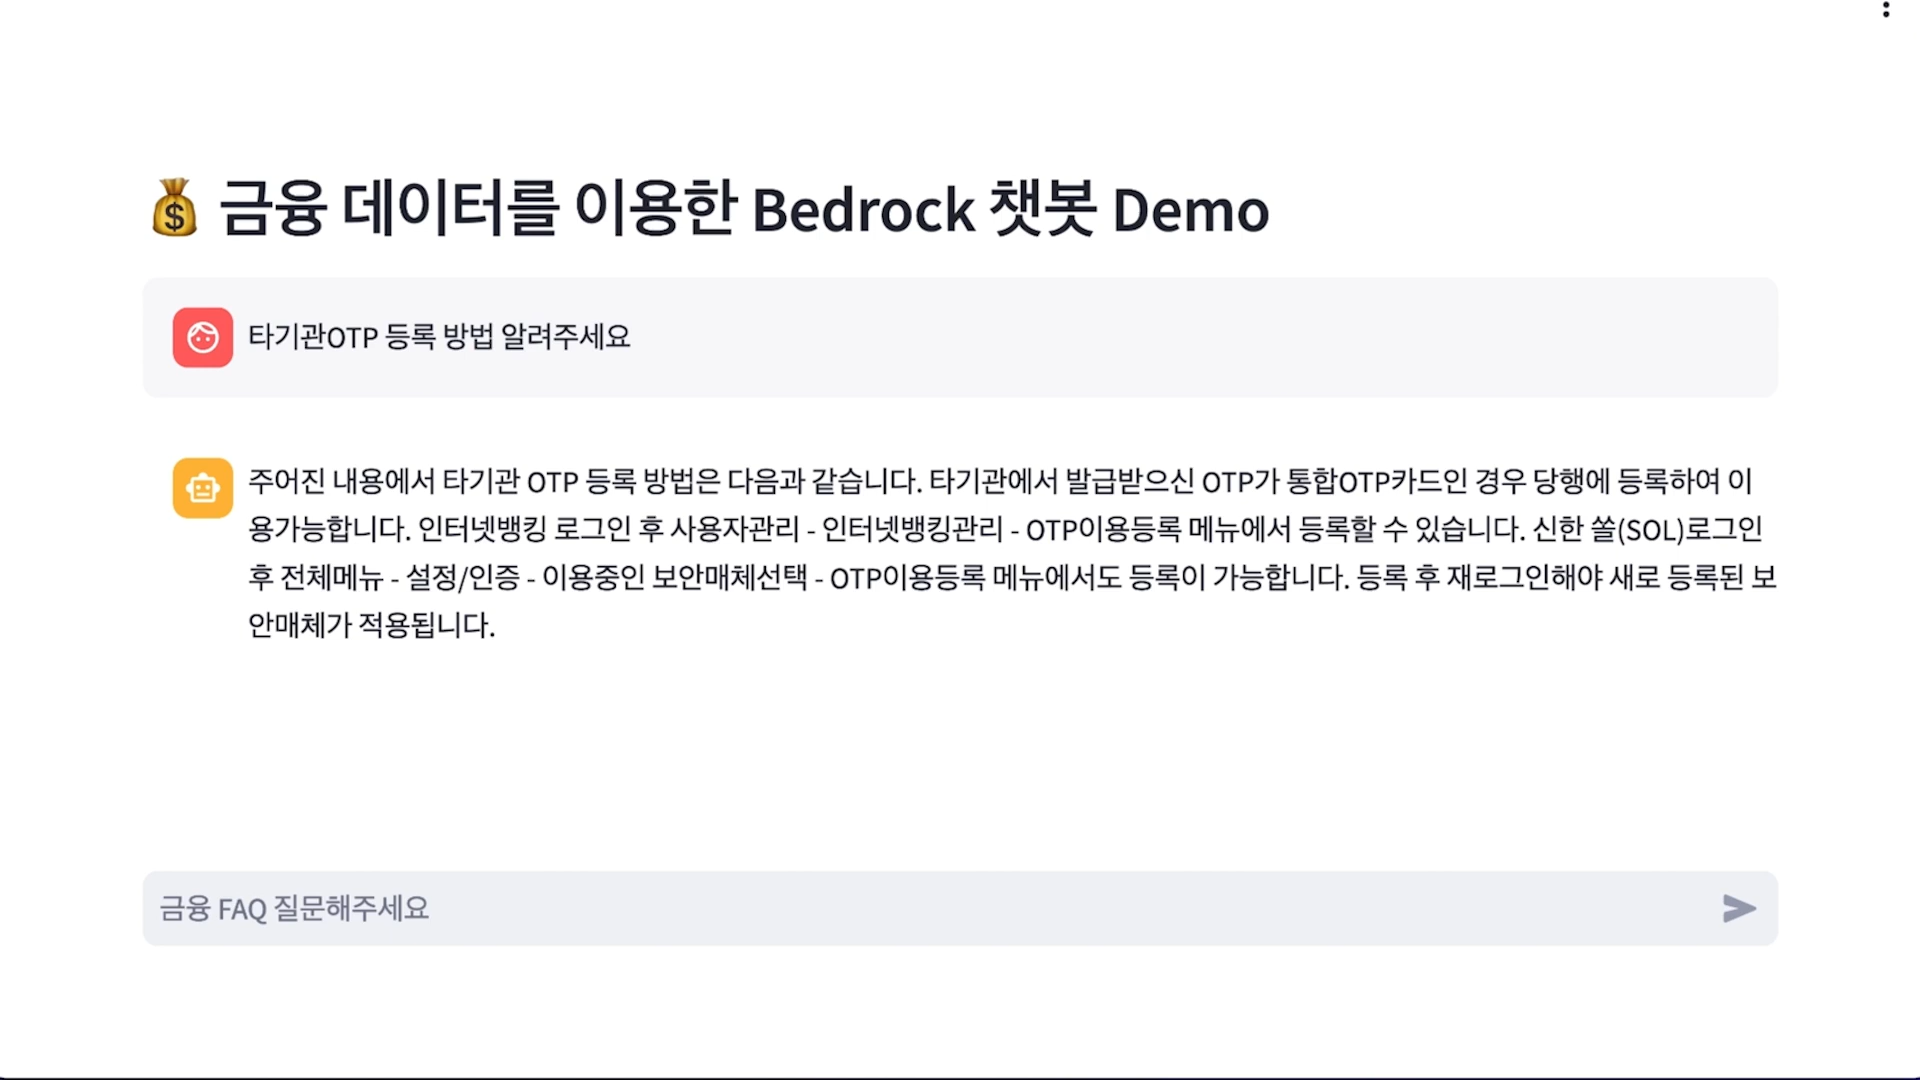 금융 데이터를 이용한 Bedrock 챗봇 Demo
타기관OTP 등록 방법 알려주세요
주어진 내용에서 타기관 OTP 등록 방법은 다음과 같습니다. 타기관에서 발급받으신 OTP가 통합OTP카드인 경우 당행에 등록하여 이
용가능합니다. 인터넷뱅킹 로그인 후 사용자관리 - 인터넷뱅킹관리 - OTP이용등록 메뉴에서 등록할 수 있습니다. 신한 쏠(SOL)로그인
후 전체메뉴 - 설정/인증 - 이용중인 보안매체선택 - OTP이용등록 메뉴에서도 등록이 가능합니다. 등록 후 재로그인해야 새로 등록된 보
안매체가 적용됩니다.
금융 FAQ 질문해주세요